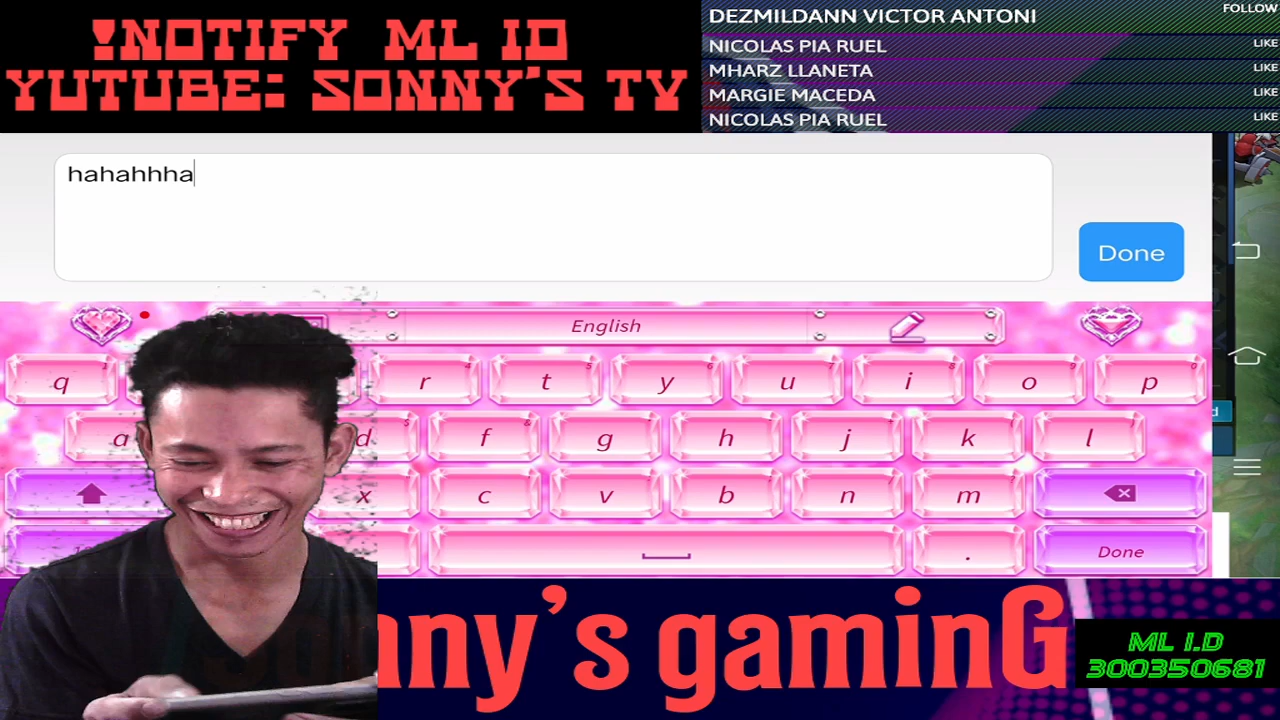 !NOTIFY ML ID
YUTUBE: SONNY'S TV
DEZMILDANN VICTOR ANTONI FOLLOW
NICOLAS PIA RUEL LIKE
MHARZ LLANETA LIKE
MARGIE MACEDA LIKE
NICOLAS PIA RUEL LIKE
hahahhha
Done
English
q r t y u i o p
a d f g h j k l
x c v b n m
. Done
nny's gaminG
ML I.D
300350681